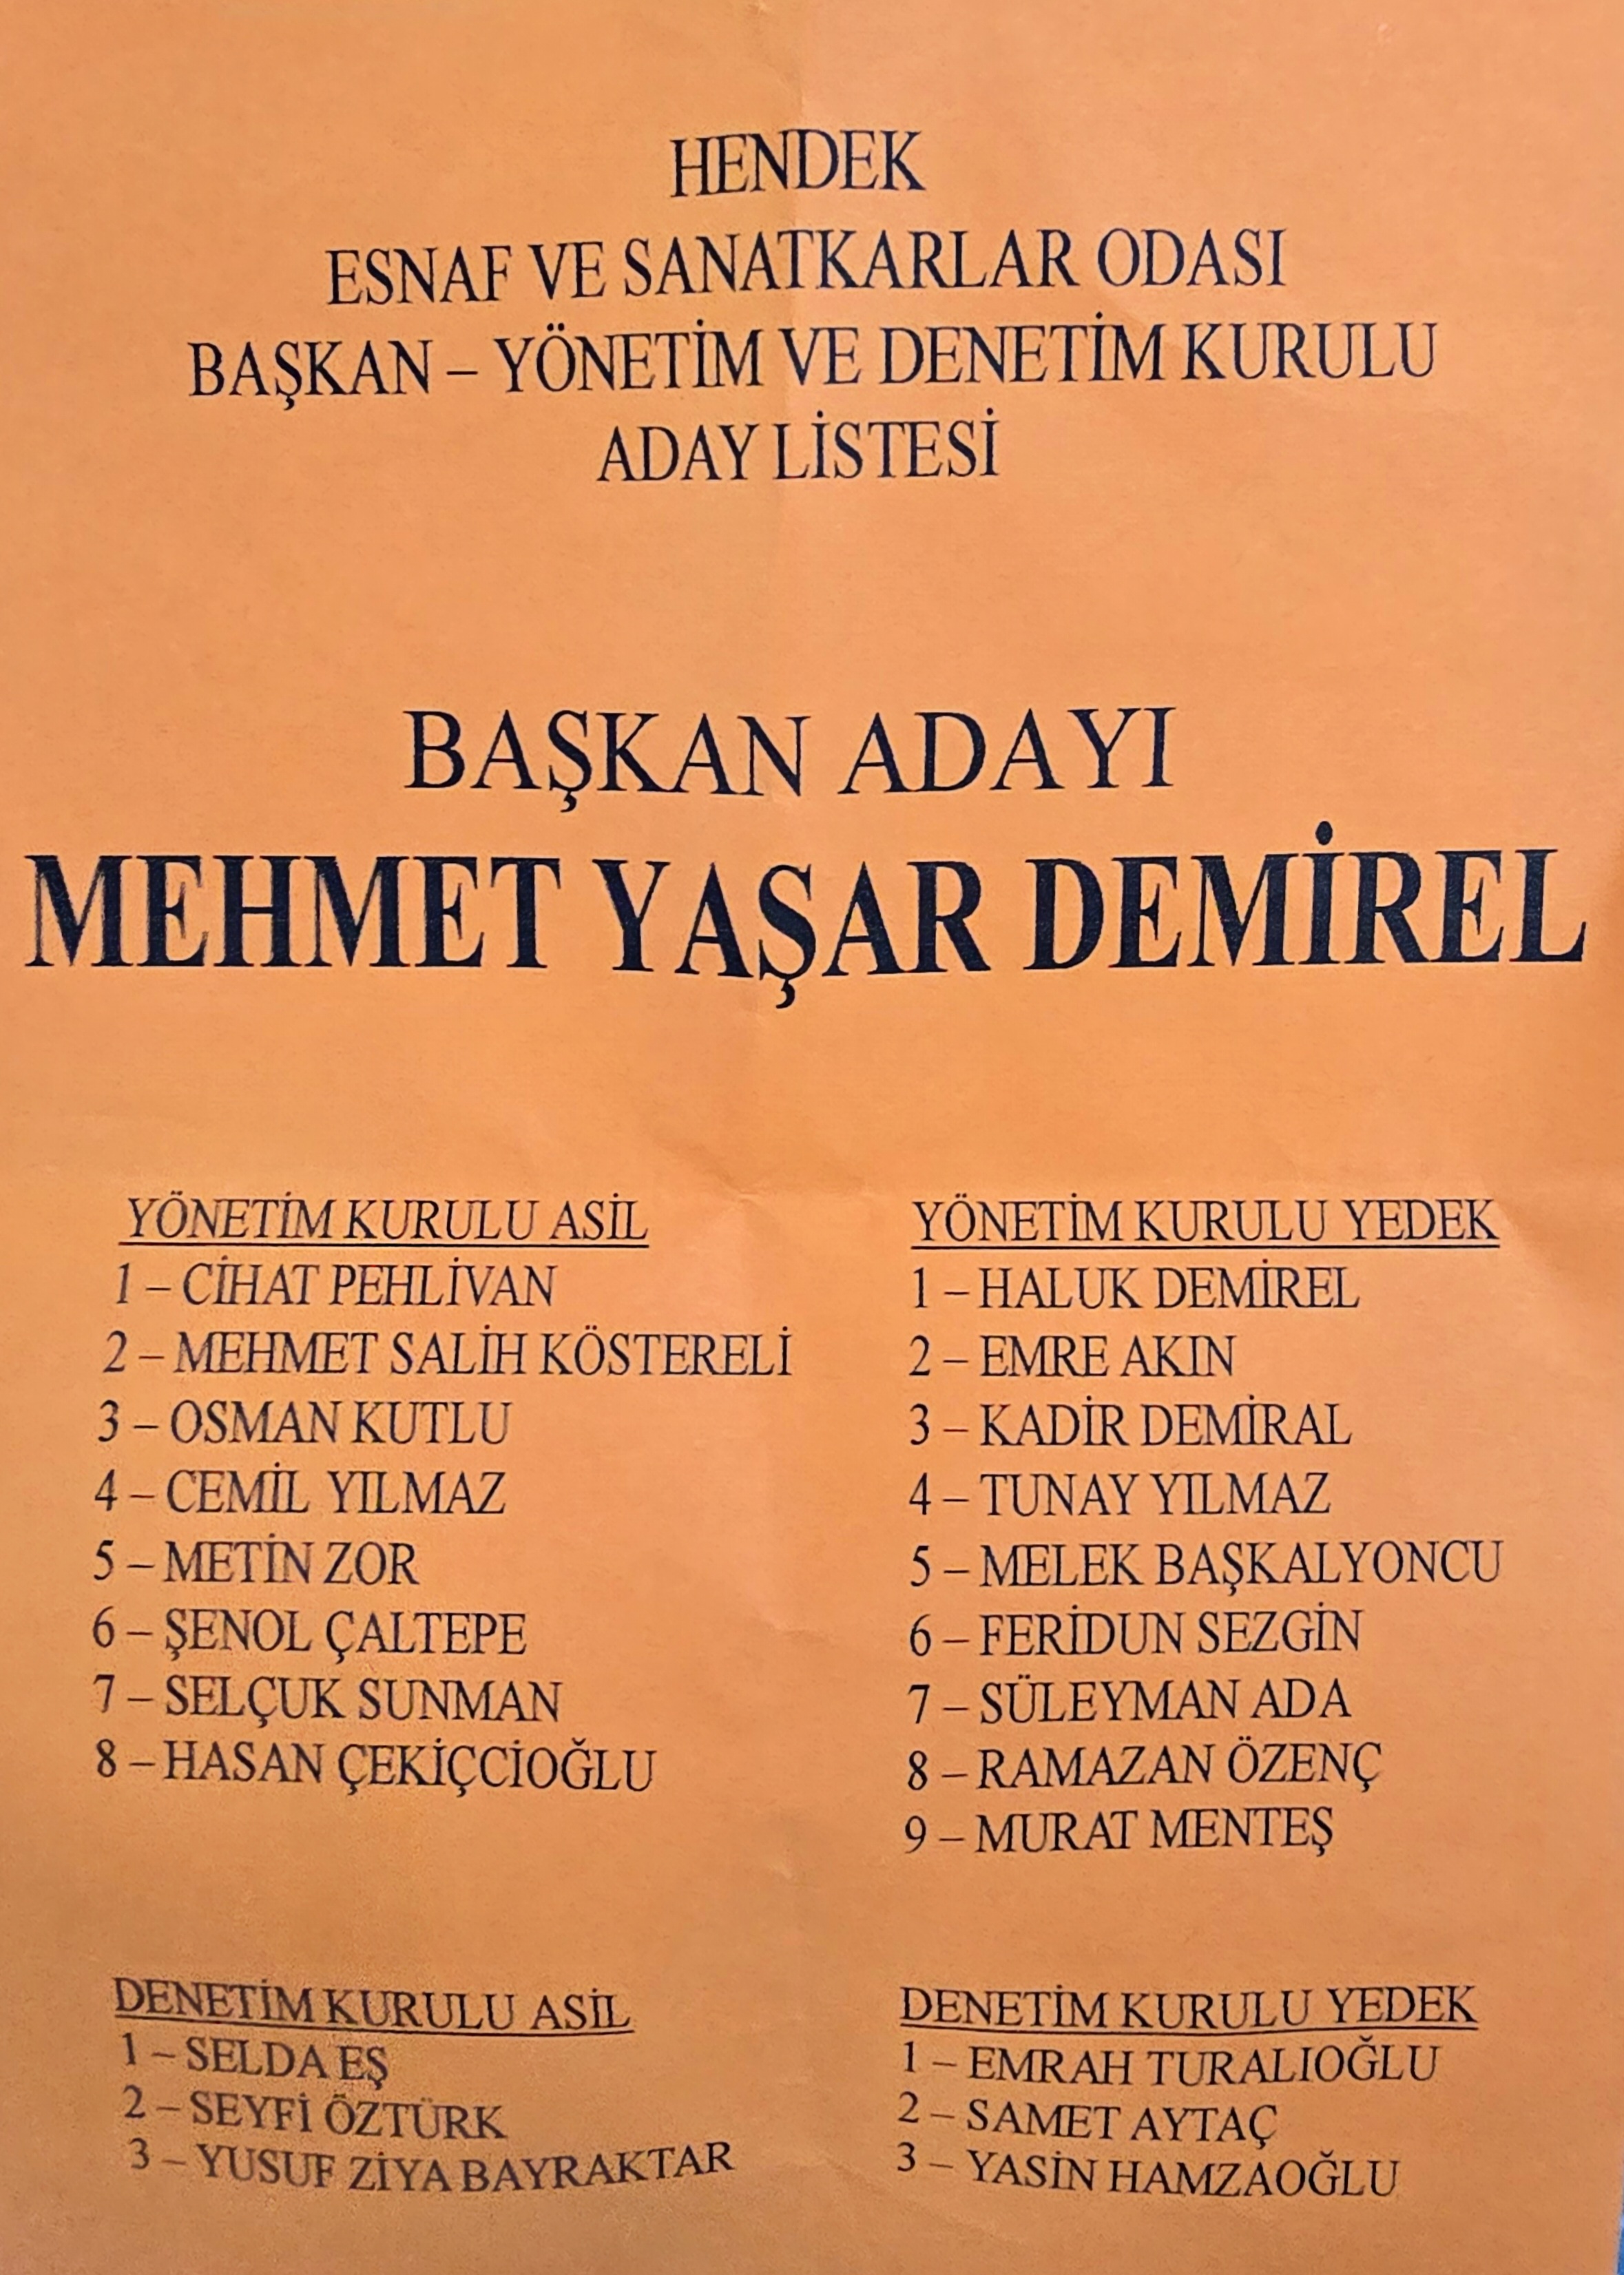 HENDEK
ESNAF VE SANATKARLAR ODASI
BAŞKAN – YÖNETİM VE DENETİM KURULU
ADAY LİSTESİ
BAŞKAN ADAYI
MEHMET YAŞAR DEMİREL
YÖNETİM KURULU ASİL
1 – CİHAT PEHLİVAN
2 – MEHMET SALİH KÖSTERELİ
3 – OSMAN KUTLU
4 – CEMİL YILMAZ
5 – METİN ZOR
6 – ŞENOL ÇALTEPE
7 – SELÇUK SUNMAN
8 – HASAN ÇEKİÇCİOĞLU
YÖNETİM KURULU YEDEK
1 – HALUK DEMİREL
2 – EMRE AKIN
3 – KADİR DEMİRAL
4 – TUNAY YILMAZ
5 – MELEK BAŞKALYONCU
6 – FERİDUN SEZGİN
7 – SÜLEYMAN ADA
8 – RAMAZAN ÖZENÇ
9 – MURAT MENTEŞ
DENETİM KURULU ASİL
1 – SELDA EŞ
2 – SEYFİ ÖZTÜRK
3 – YUSUF ZİYA BAYRAKTAR
DENETİM KURULU YEDEK
1 – EMRAH TURALIOĞLU
2 – SAMET AYTAÇ
3 – YASİN HAMZAOĞLU